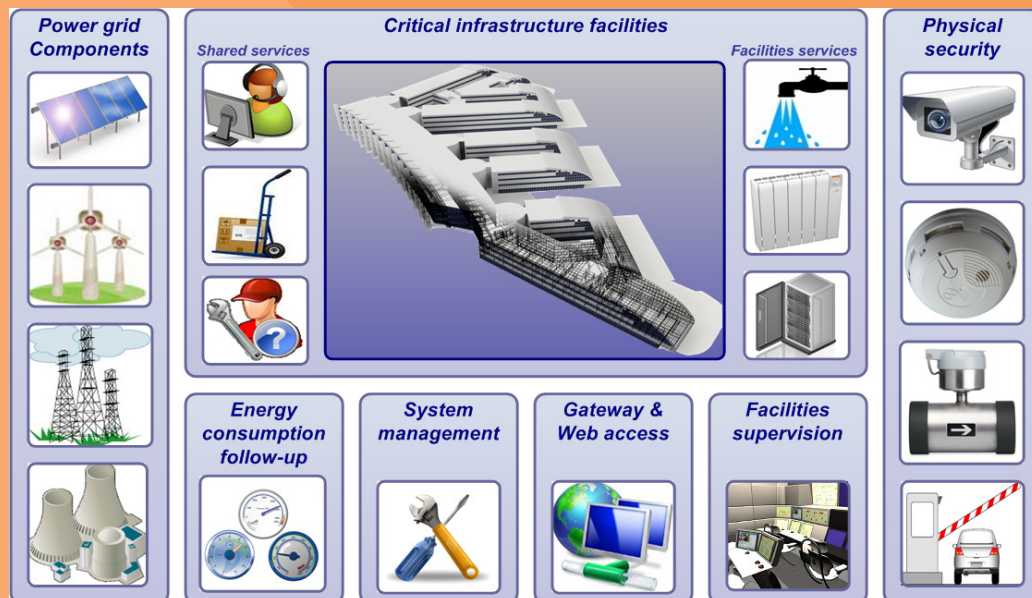 Power grid
Components
Critical infrastructure facilities
Shared services
Facilities services
Physical
security
Energy
consumption
follow-up
System
management
Gateway &
Web access
Facilities
supervision
?